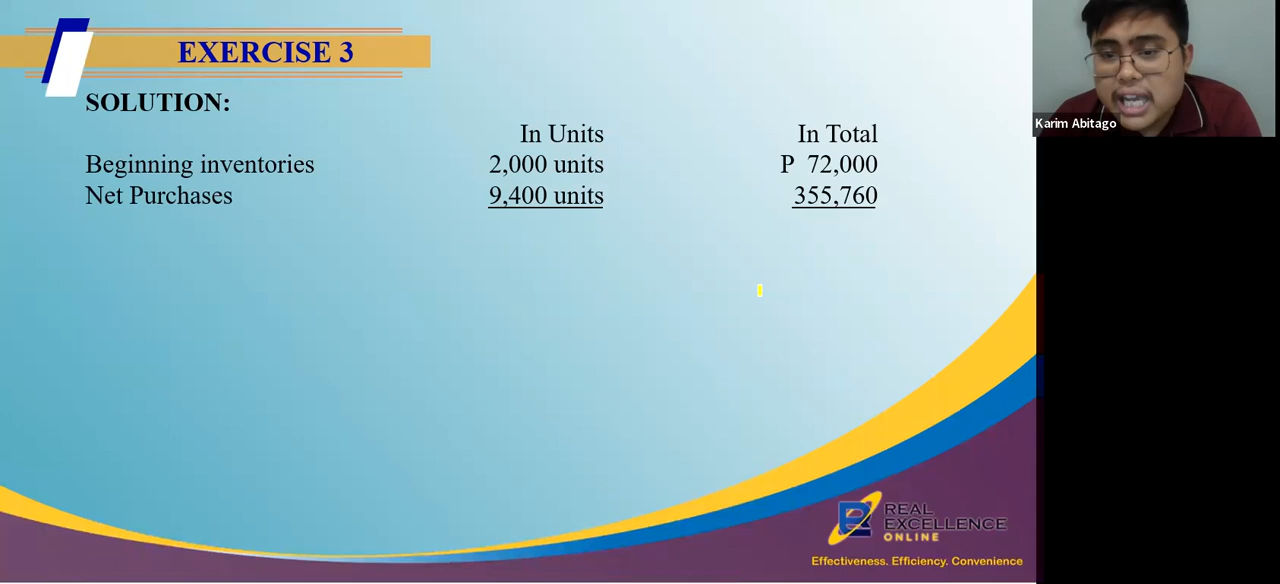 EXERCISE 3
SOLUTION:
In Units In Total
Beginning inventories 2,000 units P 72,000
Net Purchases 9,400 units 355,760
Karim Abitago
REAL
EXCELLENCE
ONLINE
Effectiveness. Efficiency. Convenience